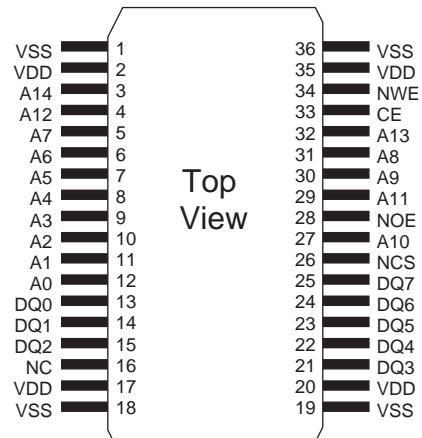 VSS 1 36 VSS
VDD 2 35 VDD
A14 3 34 NWE
A12 4 33 CE
A7 5 32 A13
A6 6 31 A8
A5 7 30 A9
A4 8 29 A11
A3 9 28 NOE
A2 10 27 A10
A1 11 26 NCS
A0 12 25 DQ7
DQ0 13 24 DQ6
DQ1 14 23 DQ5
DQ2 15 22 DQ4
NC 16 21 DQ3
VDD 17 20 VDD
VSS 18 19 VSS
Top
View